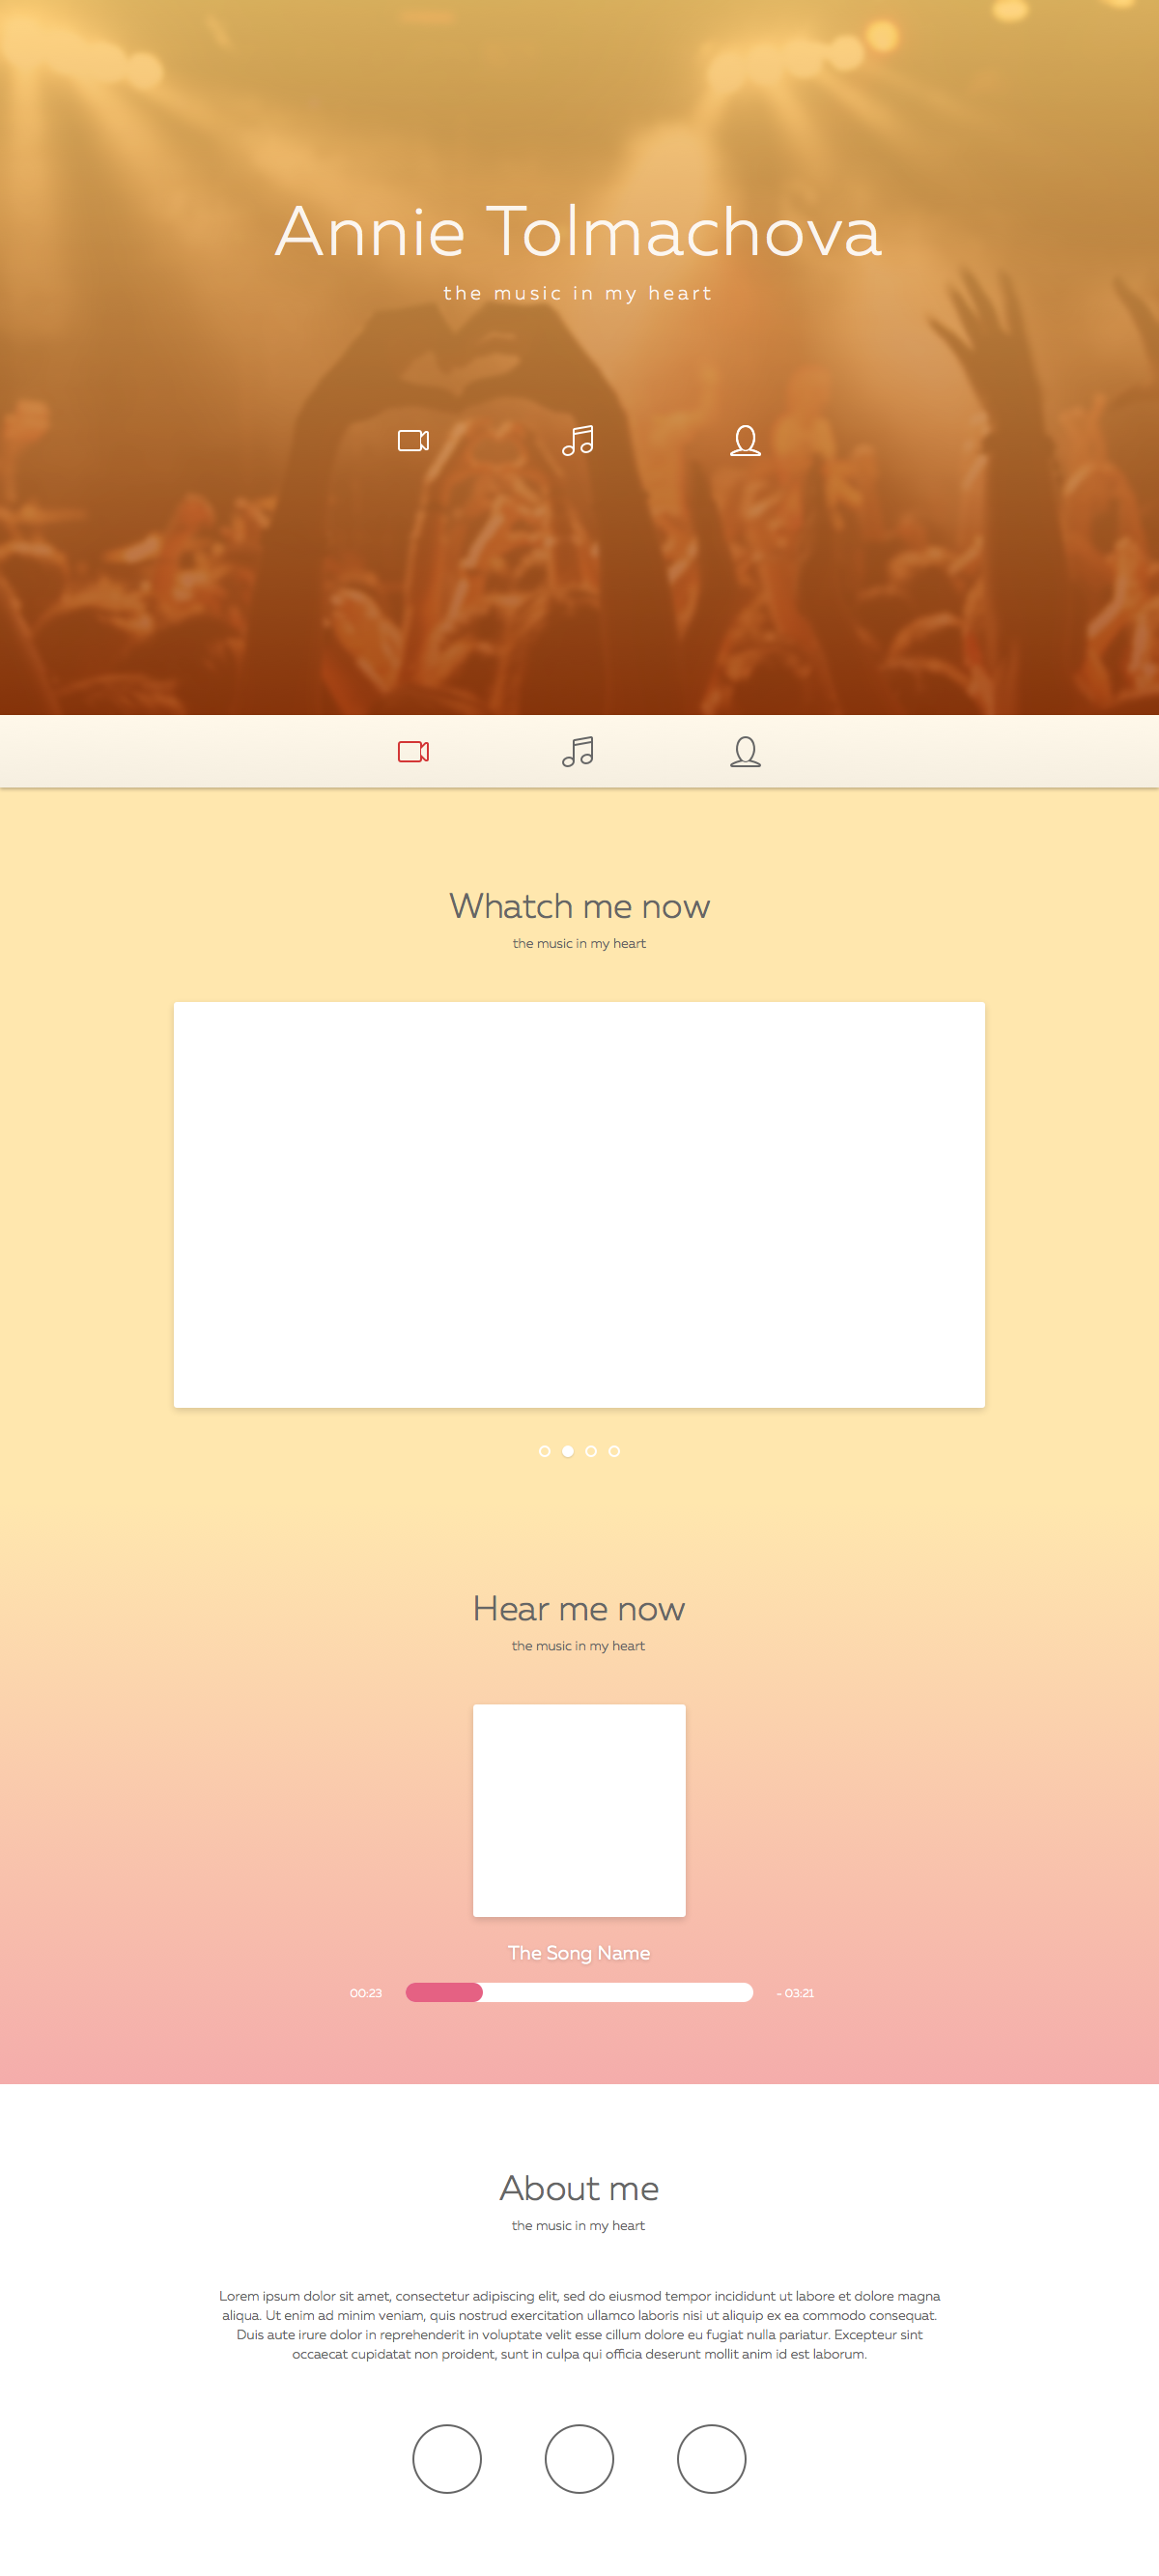 Annie Tolmachova
the music in my heart
Whatch me now
the music in my heart
Hear me now
the music in my heart
The Song Name
00:23
- 03:21
About me
the music in my heart
Lorem ipsum dolor sit amet, consectetur adipiscing elit, sed do eiusmod tempor incididunt ut labore et dolore magna
aliqua. Ut enim ad minim veniam, quis nostrud exercitation ullamco laboris nisi ut aliquip ex ea commodo consequat.
Duis aute irure dolor in reprehenderit in voluptate velit esse cillum dolore eu fugiat nulla pariatur. Excepteur sint
occaecat cupidatat non proident, sunt in culpa qui officia deserunt mollit anim id est laborum.